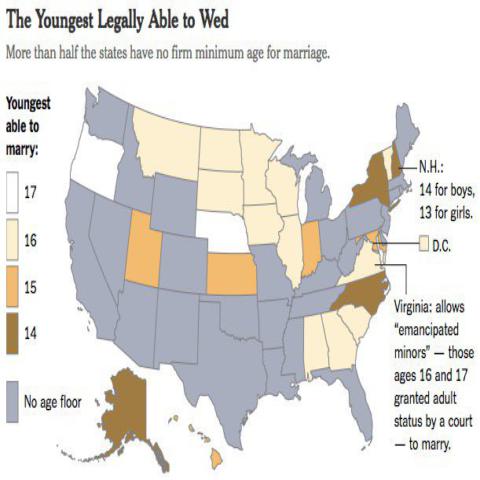 The Youngest Legally Able to Wed
More than half the states have no firm minimum age for marriage.
Youngest
able to
marry:
17
16
15
14
No age floor
N.H.:
14 for boys,
13 for girls.
D.C.
Virginia: allows
“emancipated
minors” — those
ages 16 and 17
granted adult
status by a court
— to marry.